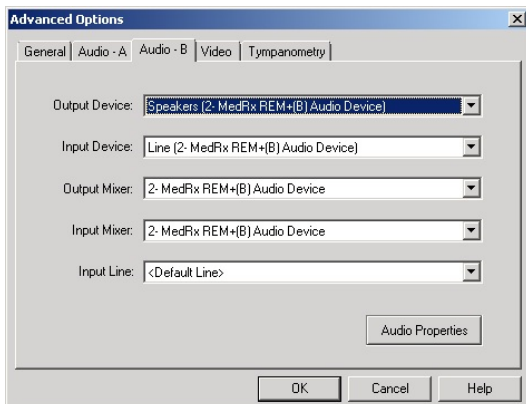 Advanced Options
General Audio - A Audio - B Video Tympanometry
Output Device: Speakers (2- MedRx REM+(B) Audio Device)
Input Device: Line (2- MedRx REM+(B) Audio Device)
Output Mixer: 2- MedRx REM+(B) Audio Device
Input Mixer: 2- MedRx REM+(B) Audio Device
Input Line: <Default Line>
Audio Properties
OK Cancel Help